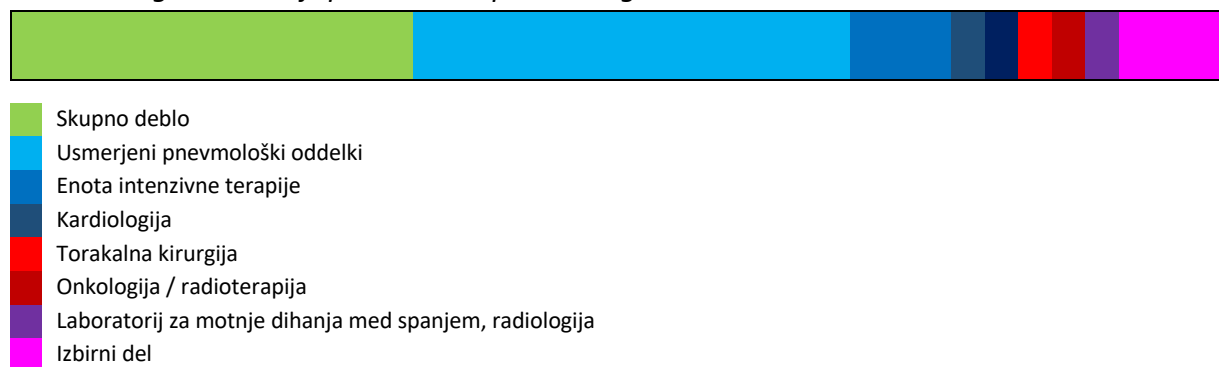 Skupno deblo
Usmerjeni pnevmološki oddelki
Enota intenzivne terapije
Kardiologija
Torakalna kirurgija
Onkologija / radioterapija
Laboratorij za motnje dihanja med spanjem, radiologija
Izbirni del